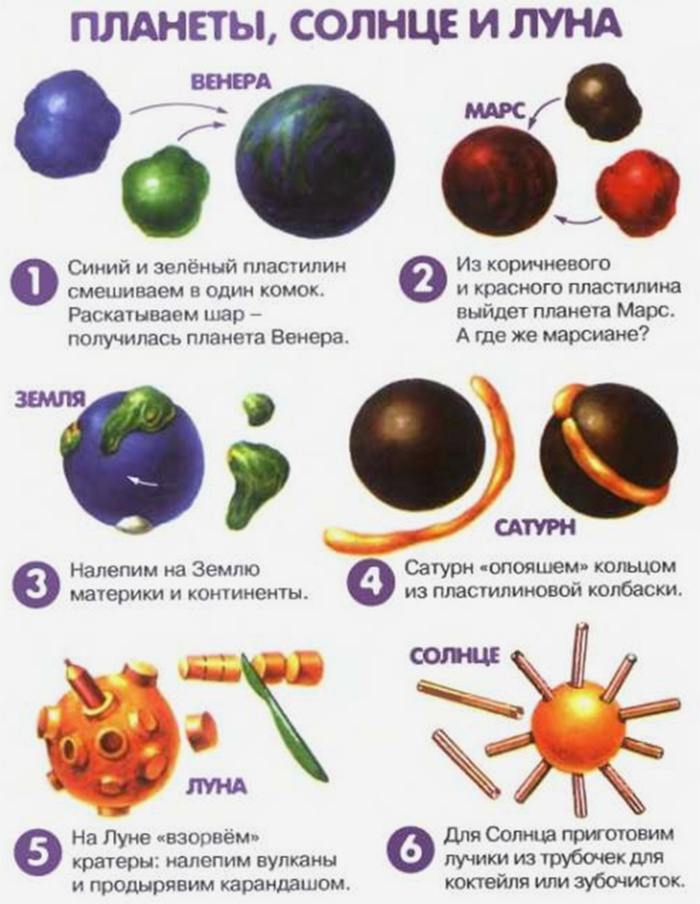 ПЛАНЕТЫ, СОЛНЦЕ И ЛУНА
ВЕНЕРА
МАРС
1
Синий и зелёный пластилин
смешиваем в один комок.
Раскатываем шар –
получилась планета Венера.
2
Из коричневого
и красного пластилина
выйдет планета Марс.
А где же марсиане?
ЗЕМЛЯ
САТУРН
3
Налепим на Землю
материки и континенты.
4
Сатурн «опояшем» кольцом
из пластилиновой колбаски.
ЛУНА
СОЛНЦЕ
5
На Луне «взорвём»
кратеры: налепим вулканы
и продырявим карандашом.
6
Для Солнца приготовим
лучики из трубочек для
коктейля или зубочисток.